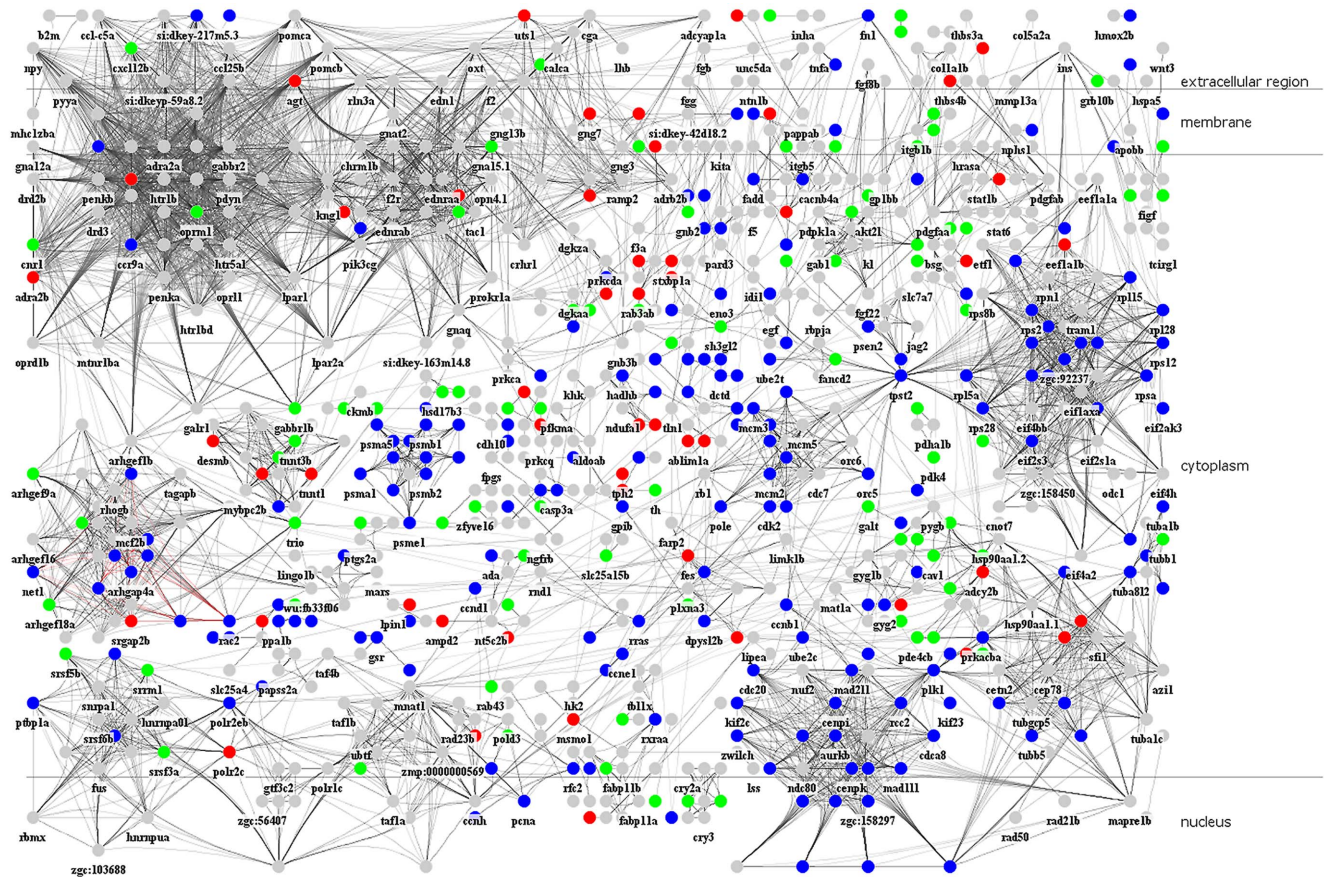 b2m ccl-c5a si:dkey-217m5.3 pomca uts1 cga adcyap1a inha fn1 thbs3a col5a2a hmox2b
npy cxcl12b ccl25b pomcb oxt calca lhb fgb unc5da tnfa fgf8b col1a1b ins wnt3
pyya si:dkeyp-59a8.2 agt rln3a edn1 f2 fgg ntn1b thbs4b mmp13a grb10b hspa5
extracellular region
membrane
mhc1zba gnat2 gng13b gng7 si:dkey-42d18.2 pappab itgb1b nphs1 apobb
gna12a adra2a gabbr2 chrm1b gna15.1 gng3 kita itgb5 hrasa
drd2b penkb htr1b pdyn f2r ednraa opn4.1 ramp2 adrb2b fadd cacnb4a gp1bb stat1b pdgfab eef1a1a
drd3 oprm1 kng1 ednrab tac1 gnb2 f5 pdpk1a akt2l pdgfaa stat6 figf
cnr1 ccr9a htr5al pik3cg crhr1 dgkza f3a pard3 gab1 kl bsg etf1 eef1a1b tcirg1
adra2b penka oprl1 lpar1 prokr1a prkcda stxbp1a idi1 slc7a7 rpn1 rpl15
htr1bd gnaq dgkaa rab3ab eno3 egf rbpja fgf22 rps8b rps2 tram1 rpl28
oprd1b mtnr1ba lpar2a si:dkey-163m14.8 gnb3b sh3gl2 psen2 jag2 rps12
prkca khk hadhb dctd ube2t fancd2 tpst2 rpl5a zgc:92237 rpsa
galr1 gabbr1b ckmb hsd17b3 pfkma ndufa1 tln1 mcm3 rps28 eif1axa eif4bb eif2ak3
arhgef1b desmb tnnt3b psma5 psmb1 cdh10 prkcq aldoab ablim1a mcm5 orc6 pdha1b eif2s3 eif2s1a
cytoplasm
arhgef9a tagapb tnnt1 psma1 psmb2 fpgs tph2 rb1 mcm2 cdc7 orc5 pdk4 zgc:158450 odc1 eif4h
rhogb mybpc2b casp3a gpib th pole cdk2 galt pygb cnot7 tuba1b
arhgef16 mcf2b trio psme1 zfyve16 farp2 limk1b hsp90aa1.2 tubb1
net1 arhgap4a lingo1b ptgs2a ada ngfrb slc25a15b fes gyg1b cav1 eif4a2
arhgef18a wu:fb33f06 mars ccnd1 rnd1 plxna3 ccnb1 mat1a gyg2 adcy2b hsp90aa1.1 tuba8l2
srgap2b rac2 ppa1b lpin1 ampd2 nt5c2b rras dpysl2b
srsf5b taf4b gsr ccne1 lipea ube2c pde4cb prkacba sfi1
snrpa1 srrm1 slc25a4 papss2a mnat1 rab43 hk2 tbl1x cdc20 nuf2 mad2l1 plk1 cetn2 cep78 azi1
ptbp1a hnrnpa0l polr2eb taf1b kif2c cenpi rcc2 kif23 tubgcp5
srsf6b rad23b pold3 msmo1 rxraa zwilch aurkb cdca8 tubb5 tuba1c
srsf3a polr2c ubtf zmp:0000000569
fus gtf3c2 polr1c rfc2 fabp11b cry2a lss ndc80 cenpk mad1l1
rbmx hnrnpua zgc:56407 taf1a ccnh pcna fabp11a cry3 zgc:158297 rad50 rad21b mapre1b
nucleus
zgc:103688